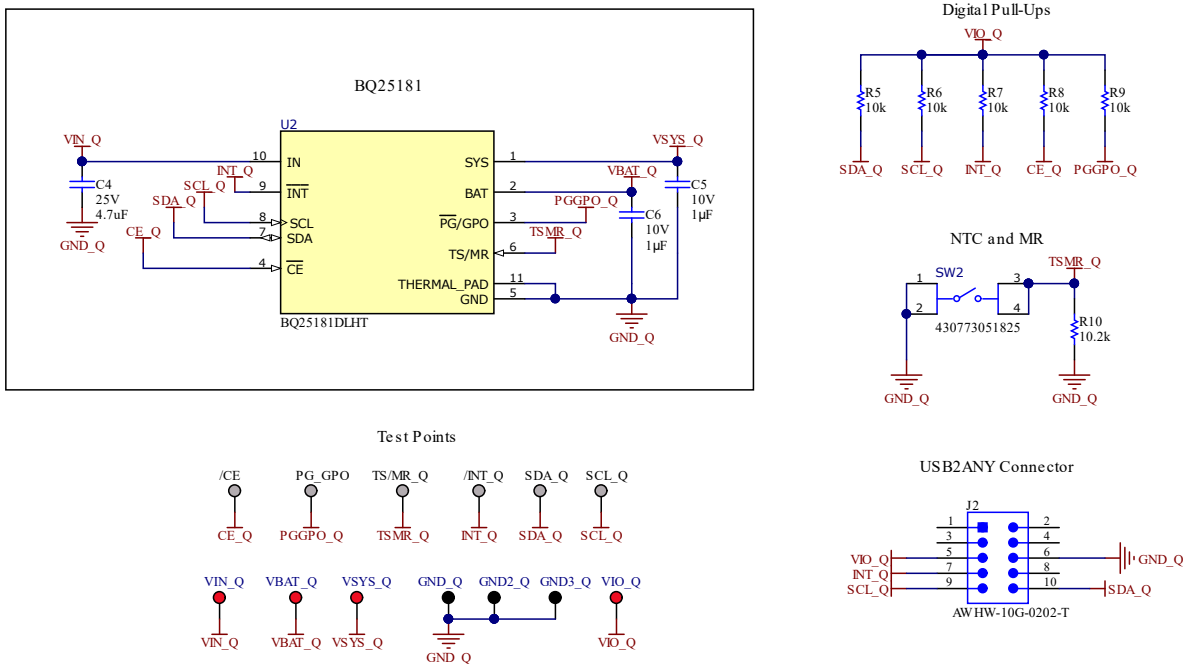 Digital Pull-Ups
VIO_Q
R5
10k
R6
10k
R7
10k
R8
10k
R9
10k
SDA_Q
SCL_Q
INT_Q
CE_Q
PGGPO_Q
BQ25181
U2
VIN_Q
C4
25V
4.7uF
GND_Q
INT_Q
SCL_Q
SDA_Q
CE_Q
10
9
8
7
4
IN
INT
SCL
SDA
CE
SYS
BAT
PG/GPO
TS/MR
THERMAL_PAD
GND
1
2
3
6
11
5
VSYS_Q
VBAT_Q
PGGPO_Q
TSMR_Q
C5
10V
1µF
C6
10V
1µF
GND_Q
BQ25181DLHT
NTC and MR
SW2
1
2
3
4
430773051825
TSMR_Q
R10
10.2k
GND_Q
GND_Q
Test Points
/CE
PG_GPO
TS/MR_Q
/INT_Q
SDA_Q
SCL_Q
CE_Q
PGGPO_Q
TSMR_Q
INT_Q
SDA_Q
SCL_Q
VIN_Q
VBAT_Q
VSYS_Q
GND_Q
GND2_Q
GND3_Q
VIO_Q
VIN_Q
VBAT_Q
VSYS_Q
GND_Q
VIO_Q
USB2ANY Connector
J2
1
2
3
4
VIO_Q
5
6
GND_Q
INT_Q
7
8
SCL_Q
9
10
SDA_Q
AWHW-10G-0202-T